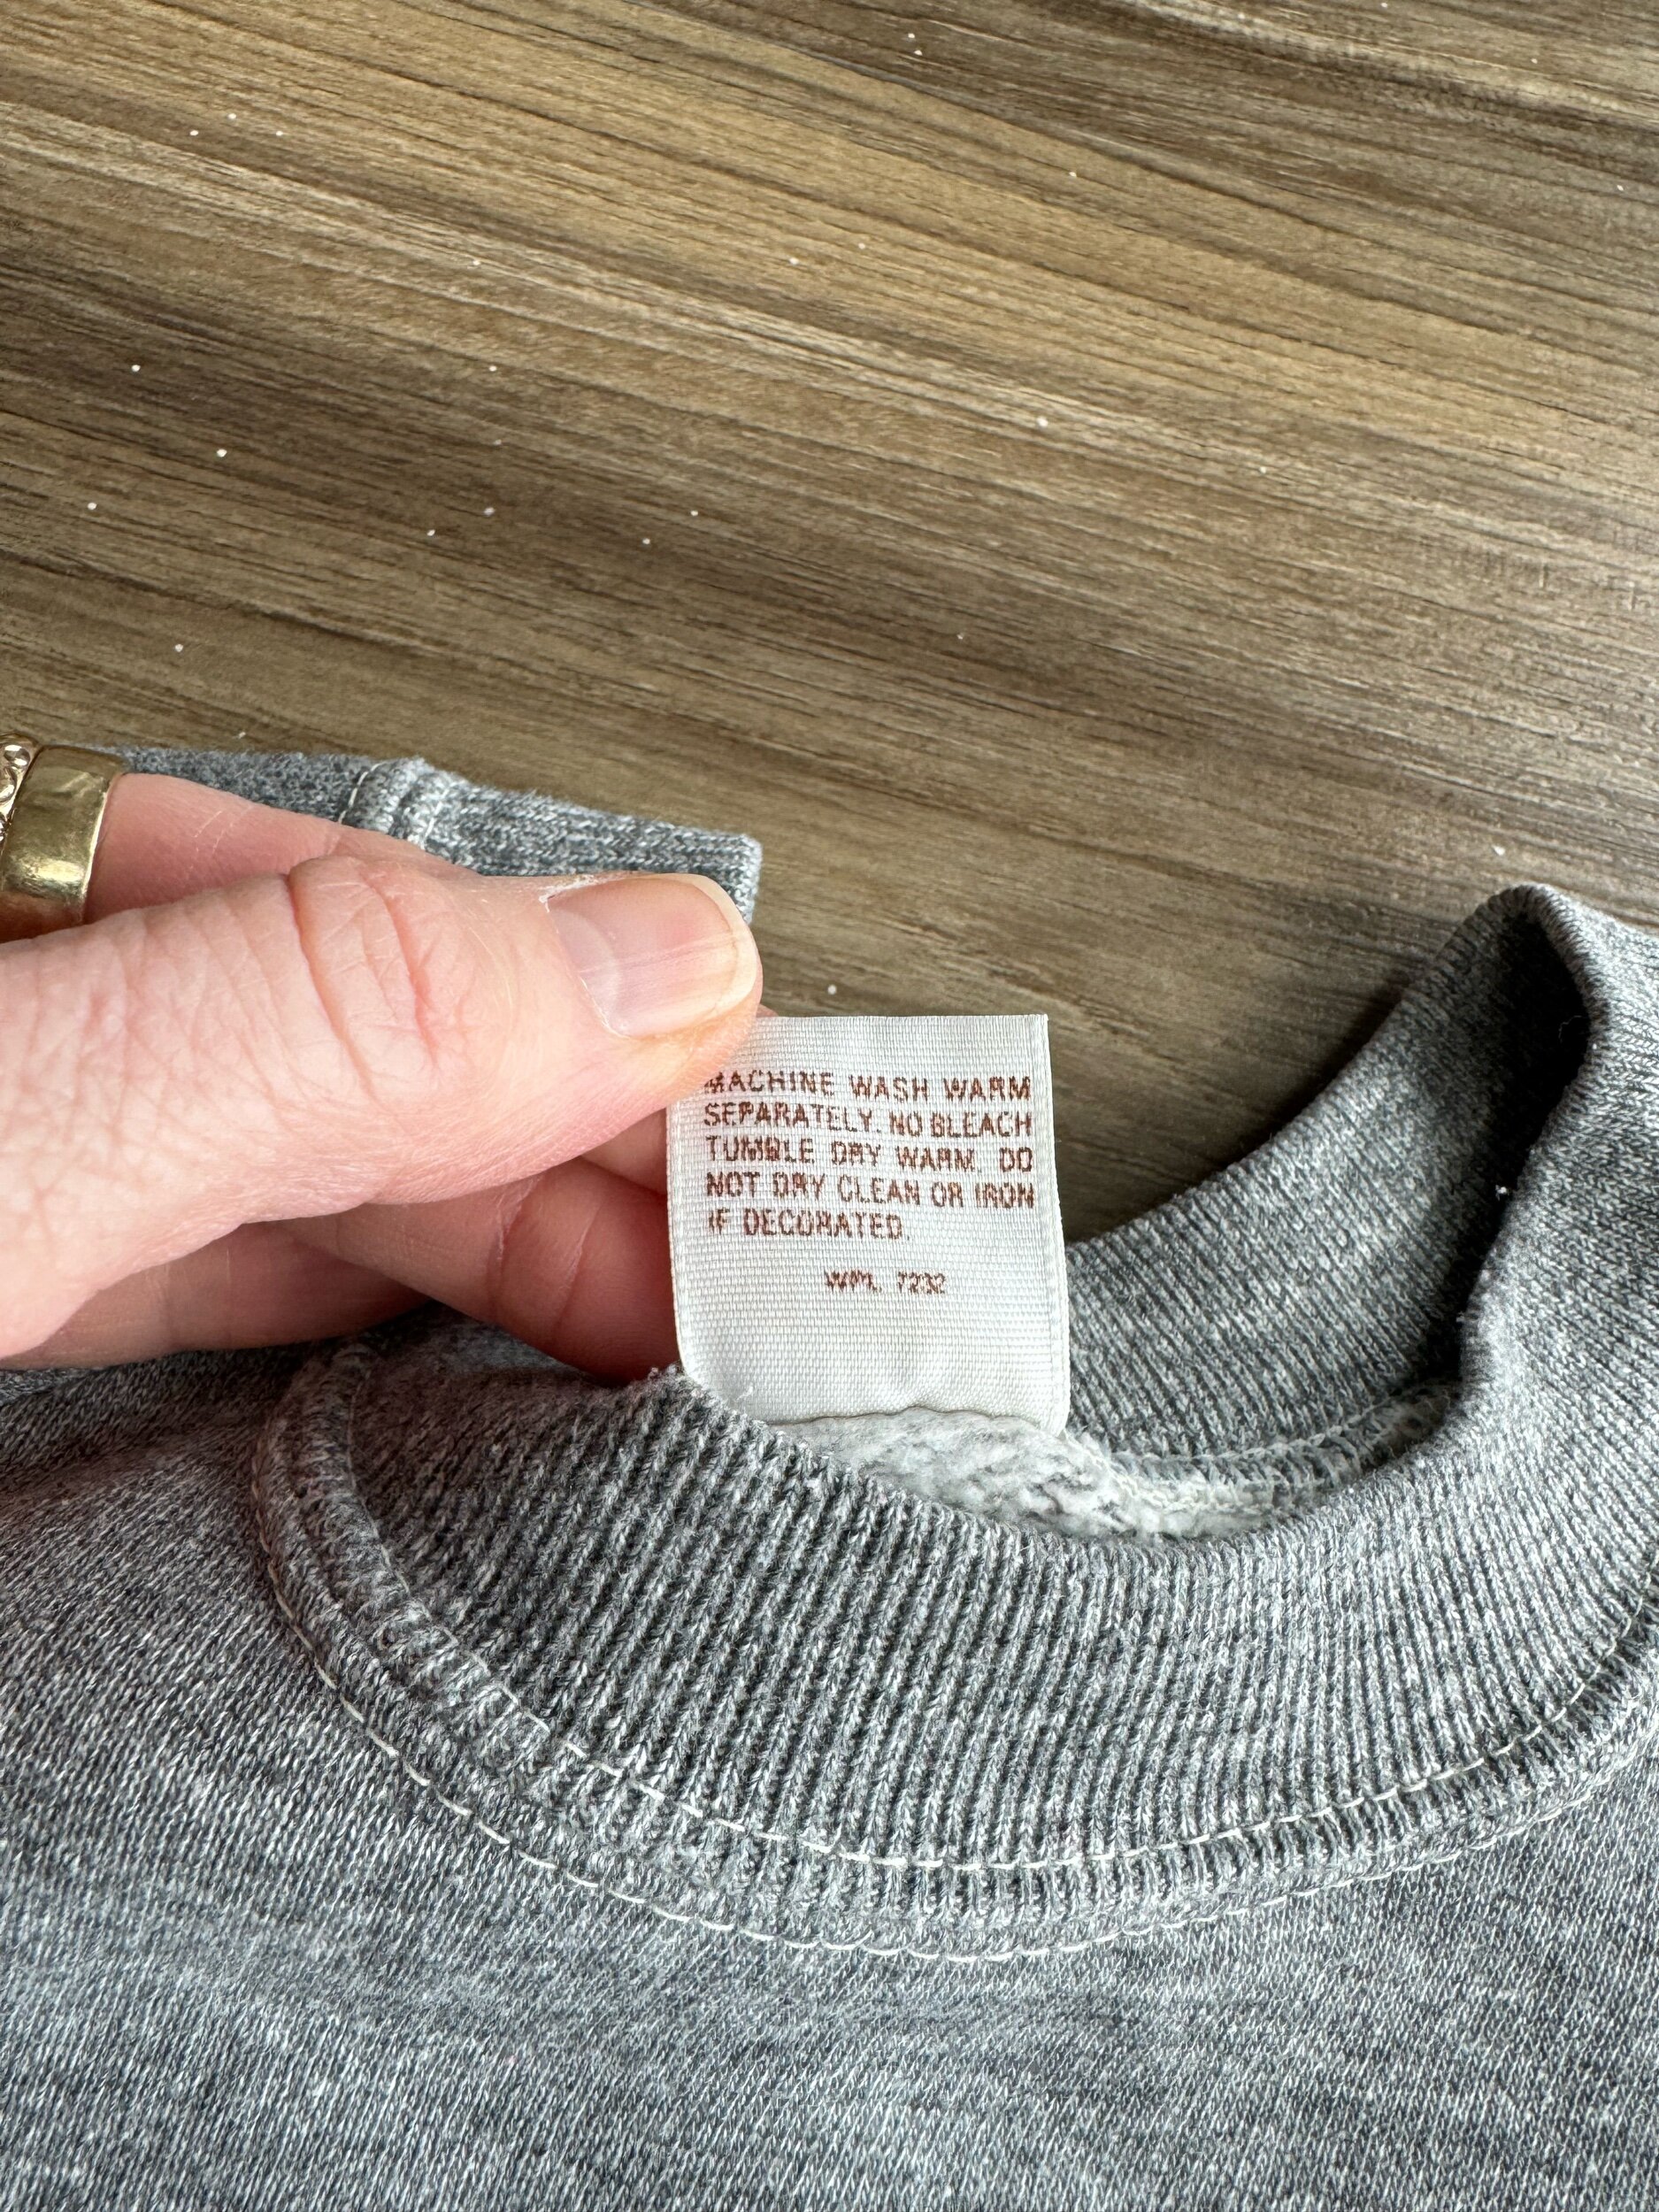 MACHINE WASH WARM
SEPARATELY. NO BLEACH
TUMBLE DRY WARM. DO
NOT DRY CLEAN OR IRON
IF DECORATED.
WPL 7232